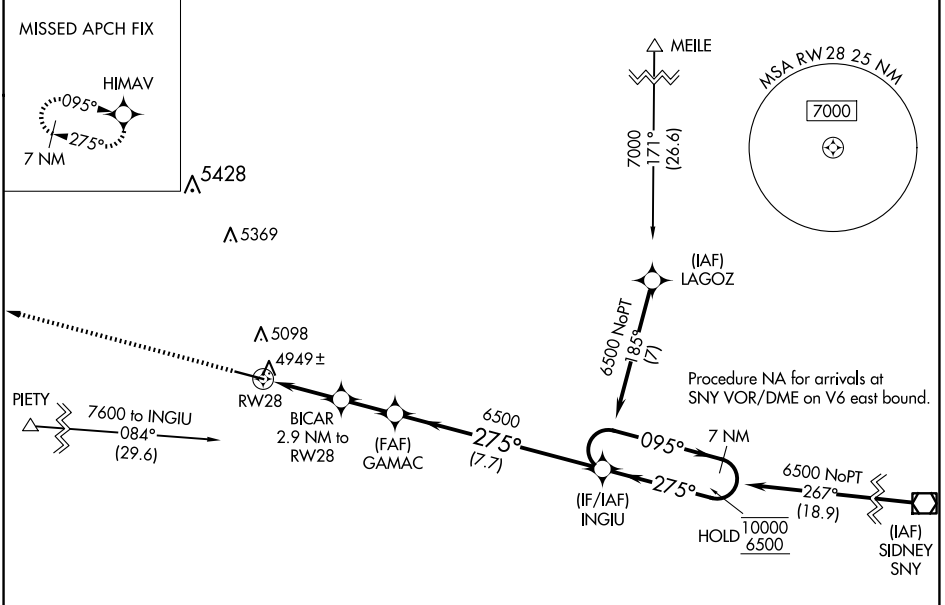 MISSED APCH FIX
HIMAV
095°
275°
7 NM
5428
5369
5098
4949±
MEILE
7000
171°
(26.6)
MSA RW 28 25 NM
7000
(IAF)
LAGOZ
6500 NoPT
185°
(7)
Procedure NA for arrivals at
SNY VOR/DME on V6 east bound.
PIETY
7600 to INGIU
084°
(29.6)
RW28
BICAR
2.9 NM to
RW28
(FAF)
GAMAC
6500
275°
(7.7)
095°
7 NM
275°
(IF/IAF)
INGIU
HOLD
10000
6500
6500 NoPT
267°
(18.9)
(IAF)
SIDNEY
SNY